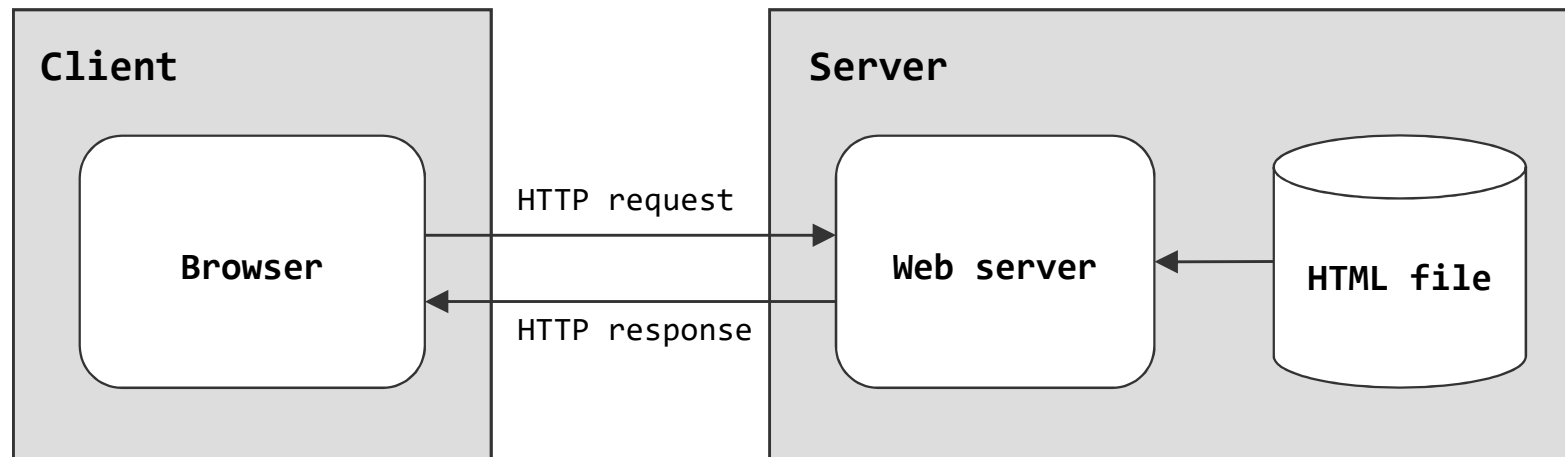 Client
Server
HTTP request
Browser
Web server
HTML file
HTTP response